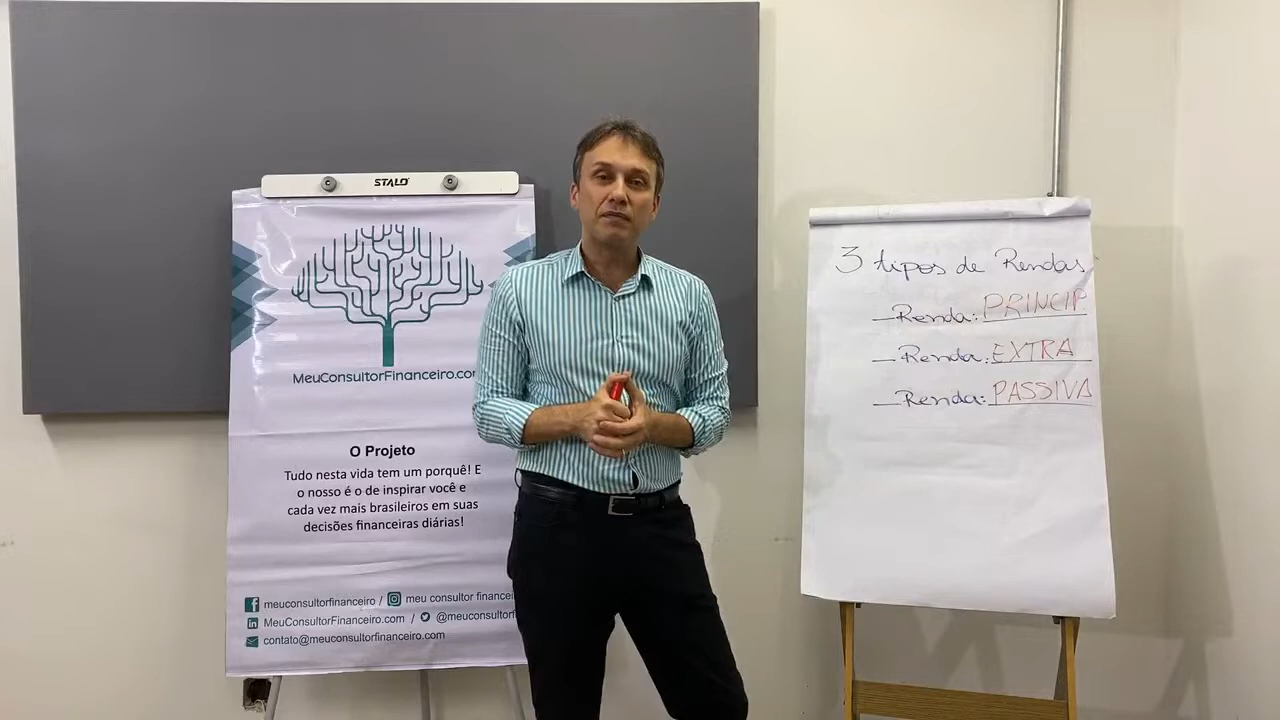 STALO
MeuConsultorFinanceiro.com
O Projeto
Tudo nesta vida tem um porquê! E
o nosso é o de inspirar você e
cada vez mais brasileiros em suas
decisões financeiras diárias!
meuconsultorfinanceiro / meu consultor financei
MeuConsultorFinanceiro.com / @meuconsultorf
contato@meuconsultorfinanceiro.com
3 tipos de Rendas
Renda: PRINCIP
Renda: EXTRA
Renda: PASSIVA